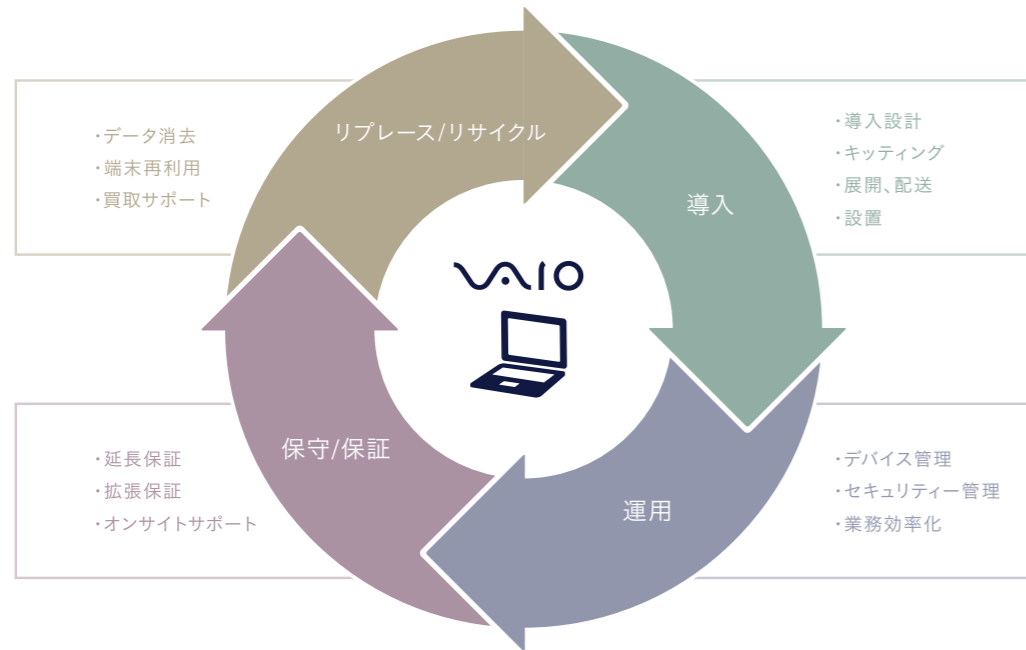 リプレース/リサイクル
・データ消去
・端末再利用
・買取サポート
導入
・導入設計
・キッティング
・展開、配送
・設置
VAIO
保守/保証
・延長保証
・拡張保証
・オンサイトサポート
運用
・デバイス管理
・セキュリティー管理
・業務効率化